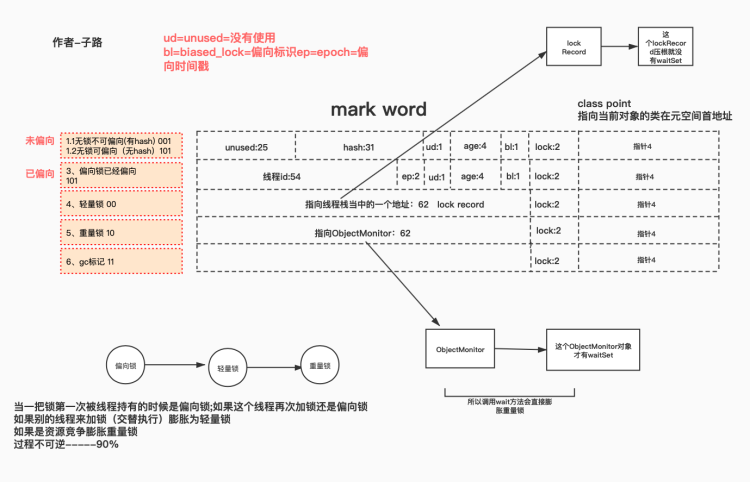 作者-子路
ud=unused=没有使用
bl=biased_lock=偏向标识ep=epoch=偏
向时间戳
lock
Record
这
个lockRecor
d压根就没
有waitSet
mark word
class point
指向当前对象的类在元空间首地址
未偏向
1.1无锁不可偏向(有hash) 001
1.2无锁可偏向（无hash）101
unused:25
hash:31
ud:1
age:4
bl:1
lock:2
指针4
已偏向
3、偏向锁已经偏向
101
线程id:54
ep:2
ud:1
age:4
bl:1
lock:2
指针4
4、轻量锁 00
指向线程栈当中的一个地址：62 lock record
lock:2
指针4
5、重量锁 10
指向ObjectMonitor：62
lock:2
指针4
6、gc标记 11
lock:2
指针4
偏向锁
轻量锁
重量锁
ObjectMonitor
这个ObjectMonitor对象
才有waitSet
所以调用wait方法会直接膨
胀重量锁
当一把锁第一次被线程持有的时候是偏向锁;如果这个线程再次加锁还是偏向锁
如果别的线程来加锁（交替执行）膨胀为轻量锁
如果是资源竞争膨胀重量锁
过程不可逆-----90%